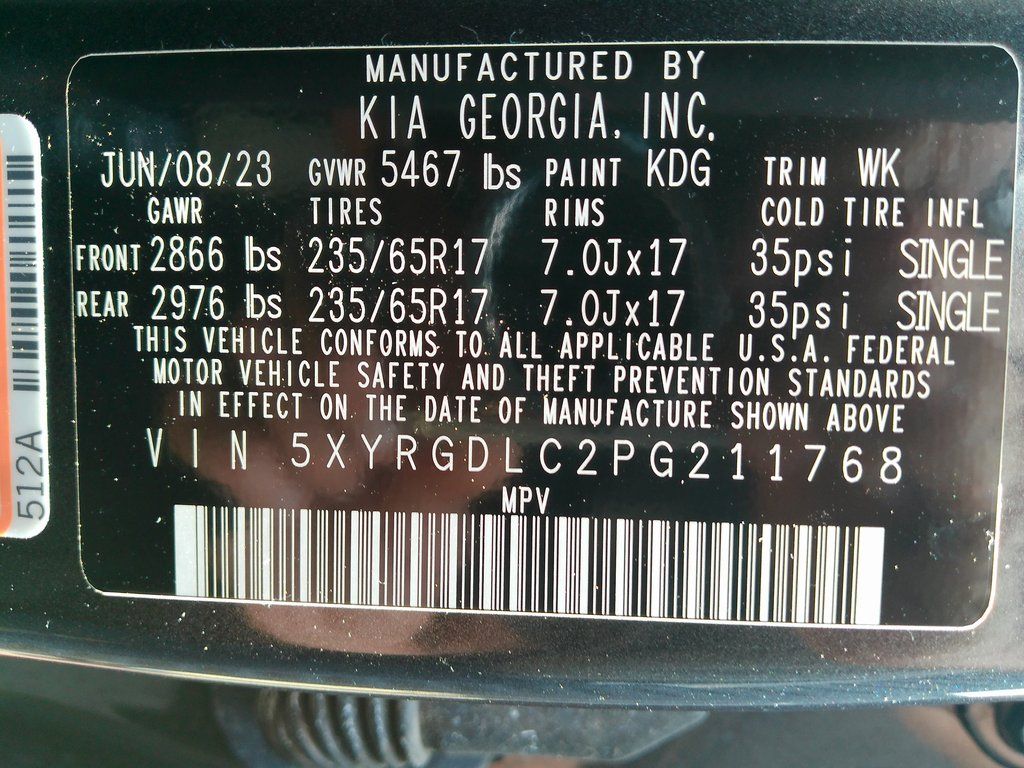 MANUFACTURED BY
KIA GEORGIA, INC.
JUN/08/23 GVWR 5467 lbs PAINT KDG TRIM WK
GAWR TIRES RIMS COLD TIRE INFL
FRONT 2866 lbs 235/65R17 7.0Jx17 35psi SINGLE
REAR 2976 lbs 235/65R17 7.0Jx17 35psi SINGLE
THIS VEHICLE CONFORMS TO ALL APPLICABLE U.S.A. FEDERAL
MOTOR VEHICLE SAFETY AND THEFT PREVENTION STANDARDS
IN EFFECT ON THE DATE OF MANUFACTURE SHOWN ABOVE
VIN 5XYRGDLC2PG211768
MPV
512A